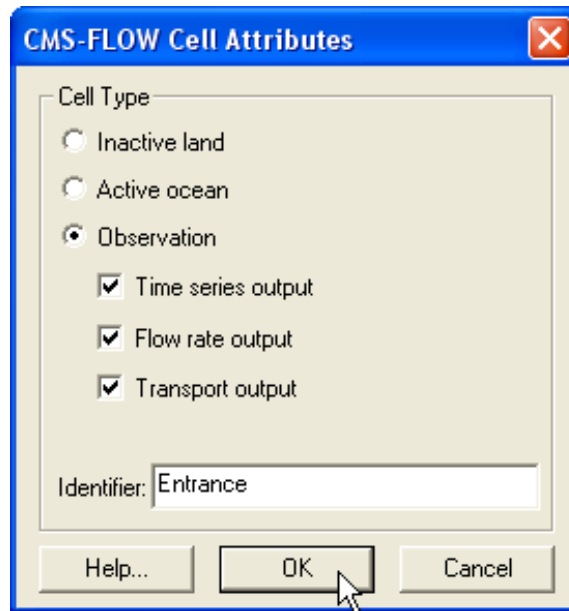 CMS-FLOW Cell Attributes
Cell Type
Inactive land
Active ocean
Observation
Time series output
Flow rate output
Transport output
Identifier: Entrance
Help... OK Cancel